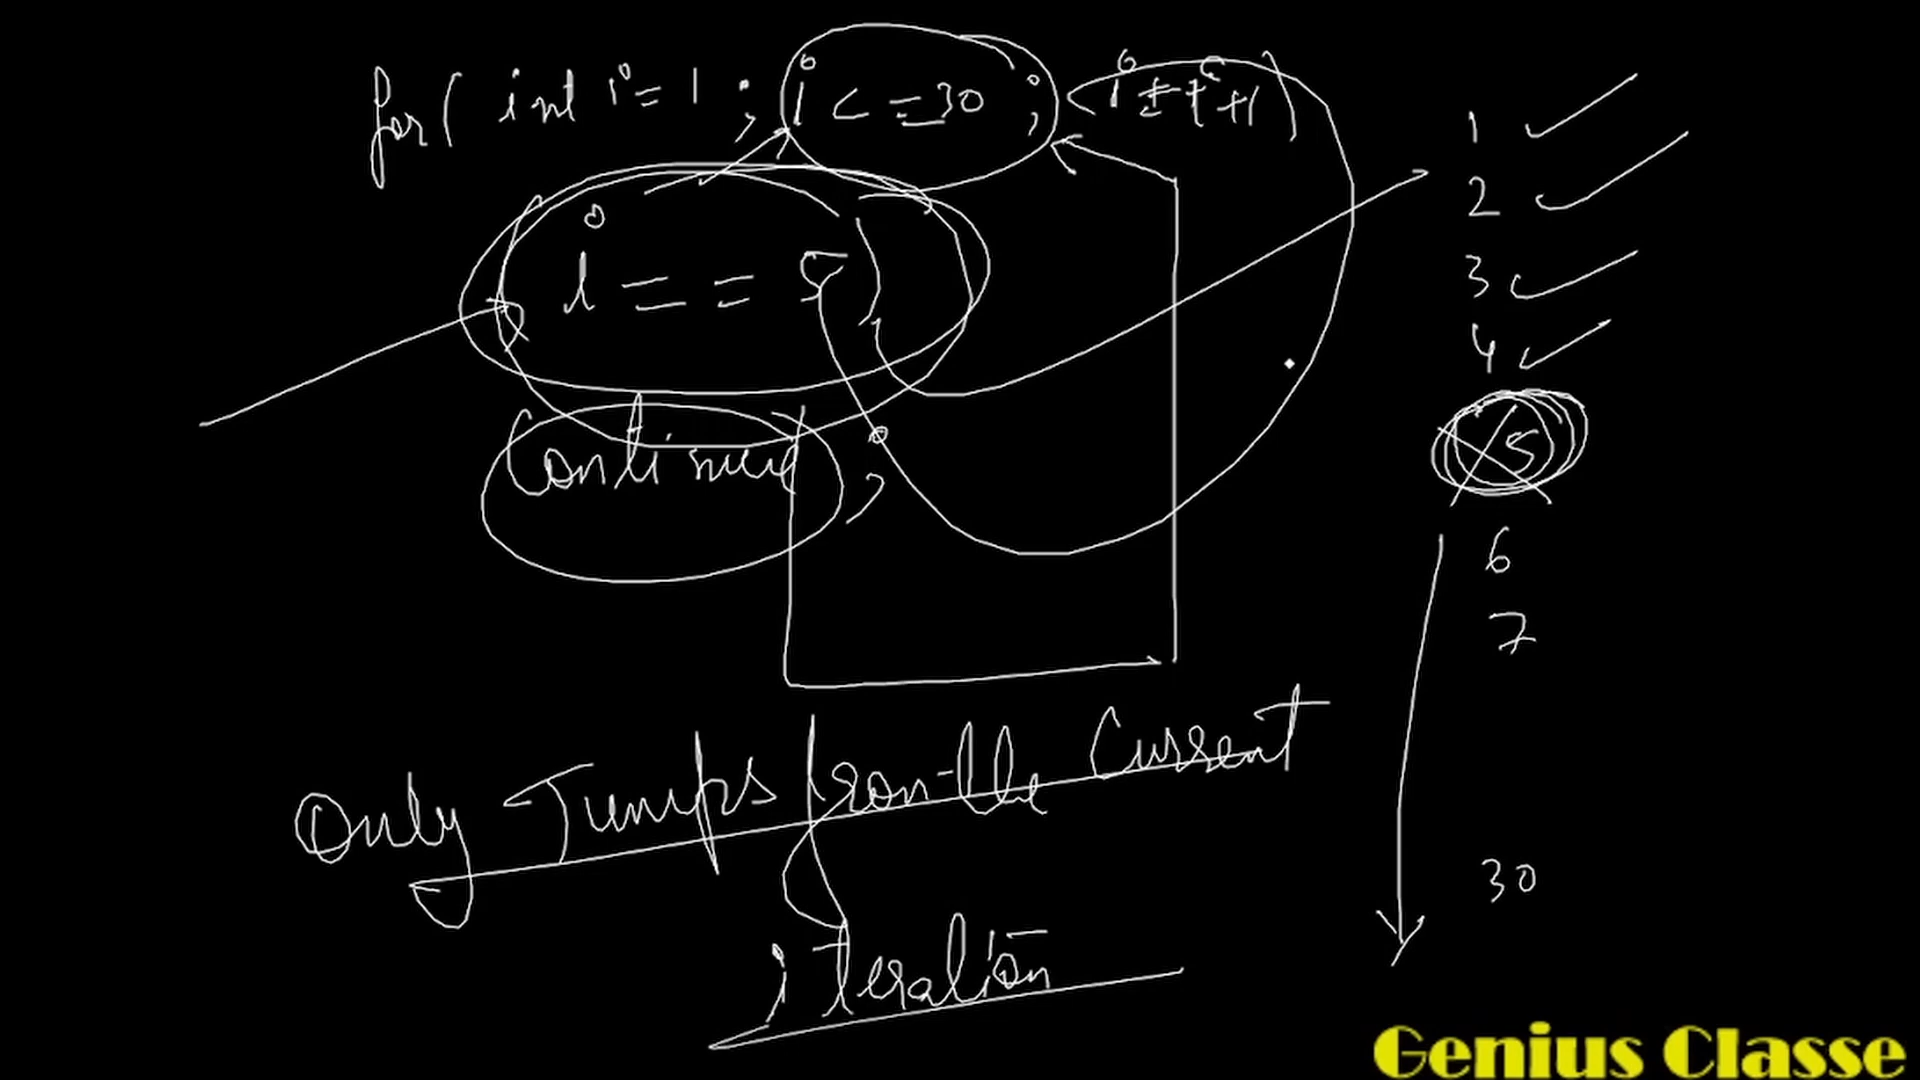 for( int i = 1 ; i <= 30 ; i = i + 1)
i == 5 )
Continue ;
Only Jumps from the Current
iteration
1
2
3
4
5
6
7
30
Genius Classe